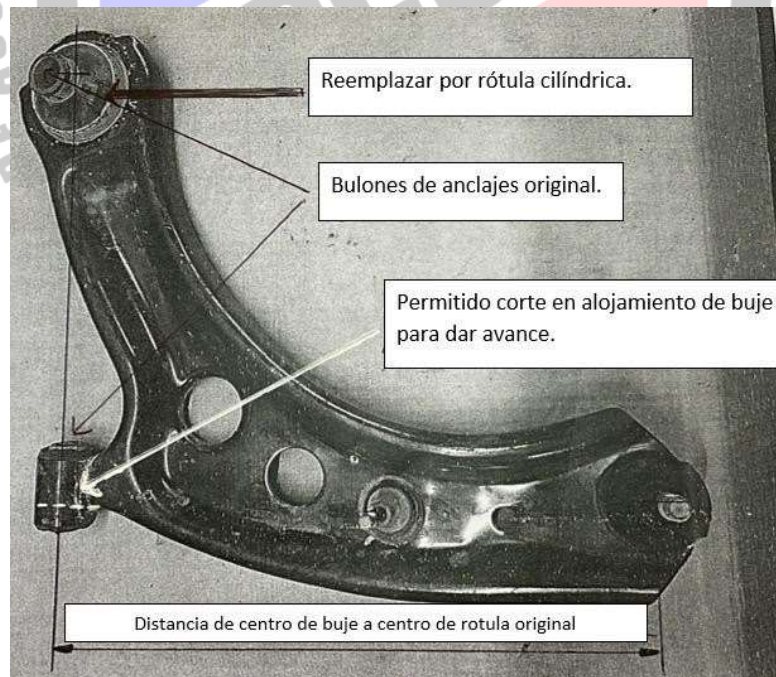 Reemplazar por rótula cilíndrica.
Bulones de anclajes original.
Permitido corte en alojamiento de buje
para dar avance.
Distancia de centro de buje a centro de rotula original